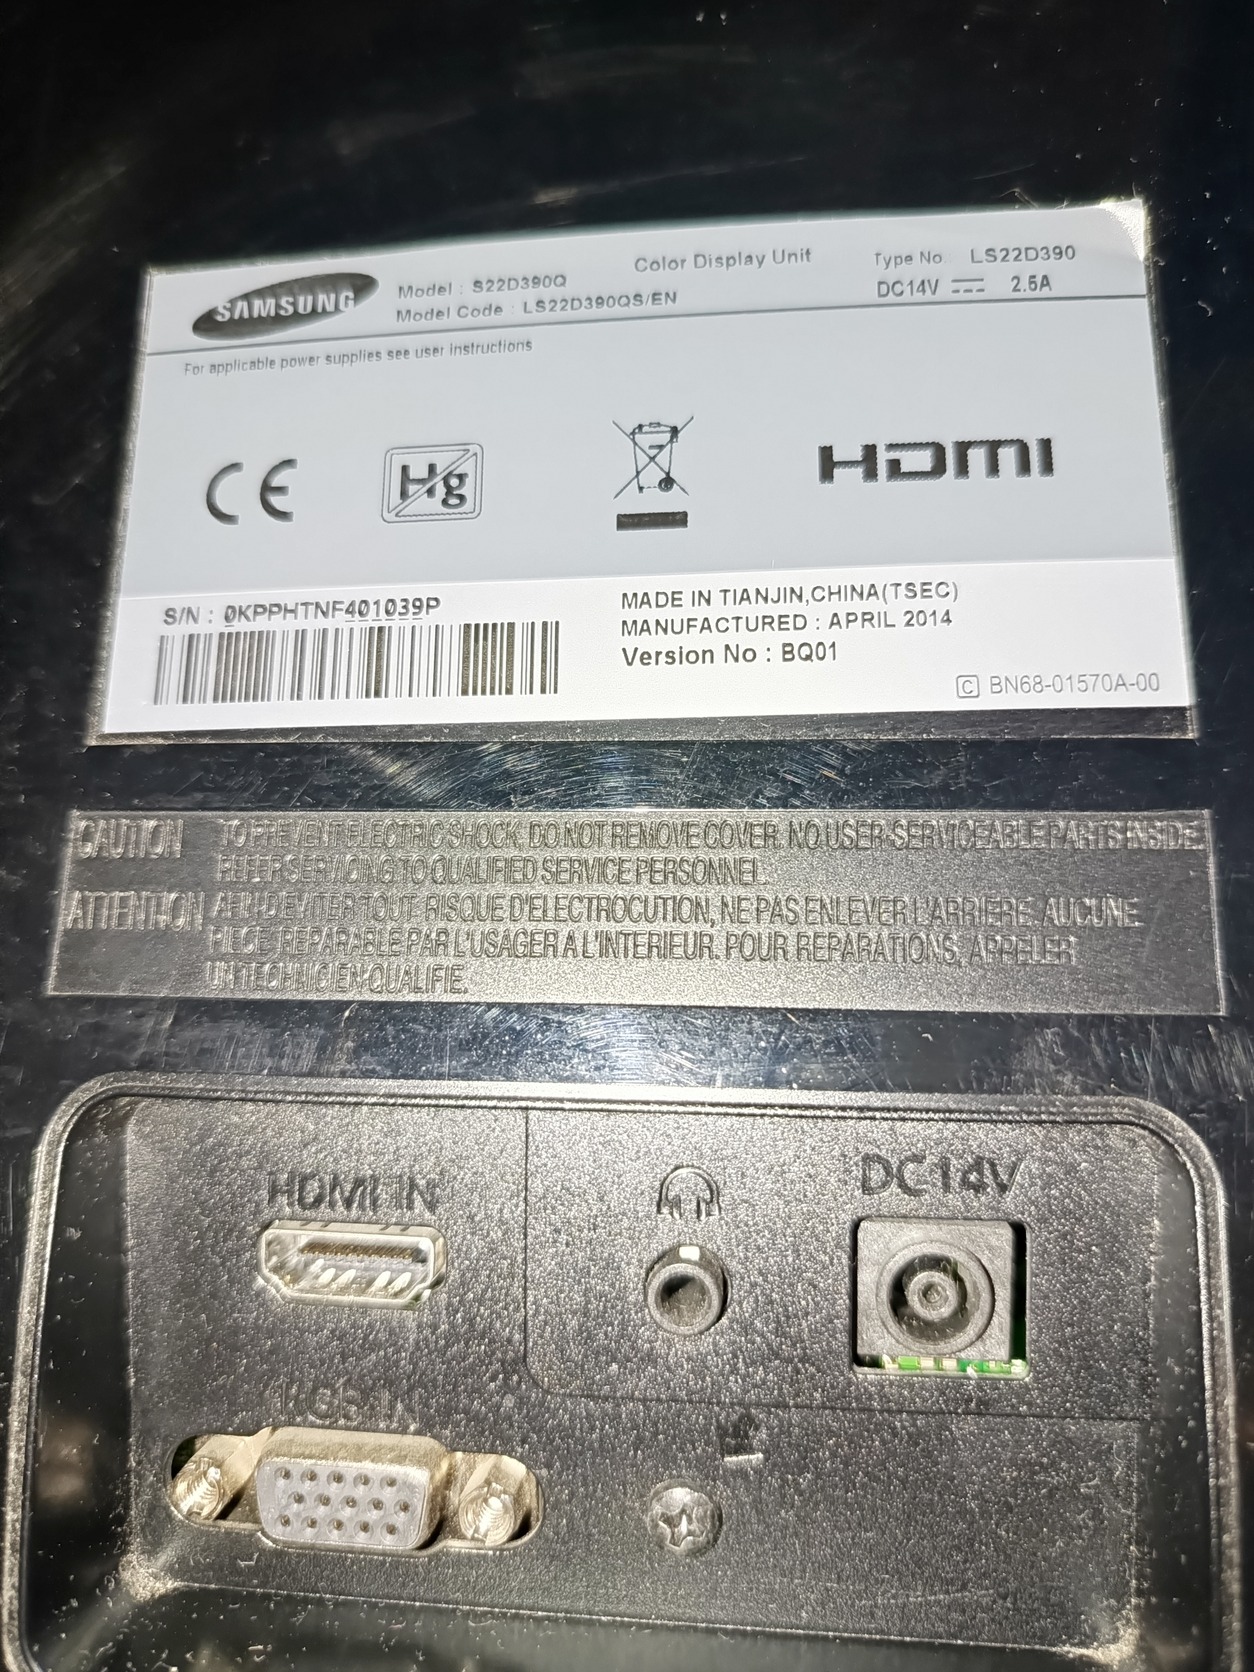 SAMSUNG
Model : S22D390Q
Model Code : LS22D390QS/EN
Color Display Unit
Type No LS22D390
DC14V 2.5A
For applicable power supplies see user instructions
CE
Hg
HDMI
S/N : 0KPPHTNF401039P
MADE IN TIANJIN,CHINA(TSEC)
MANUFACTURED : APRIL 2014
Version No : BQ01
C BN68-01570A-00
CAUTION TO PREVENT ELECTRIC SHOCK, DO NOT REMOVE COVER. NO USER-SERVICEABLE PARTS INSIDE
REFER SERVICING TO QUALIFIED SERVICE PERSONNEL.
ATTENTION AFIN D'EVITER TOUT RISQUE D'ELECTROCUTION, NE PAS ENLEVER L'ARRIERE. AUCUNE
PIECE REPARABLE PAR L'USAGER A L'INTERIEUR. POUR REPARATIONS, APPELER
UN TECHNICIEN QUALIFIE.
HDMI IN
DC14V
RGB IN